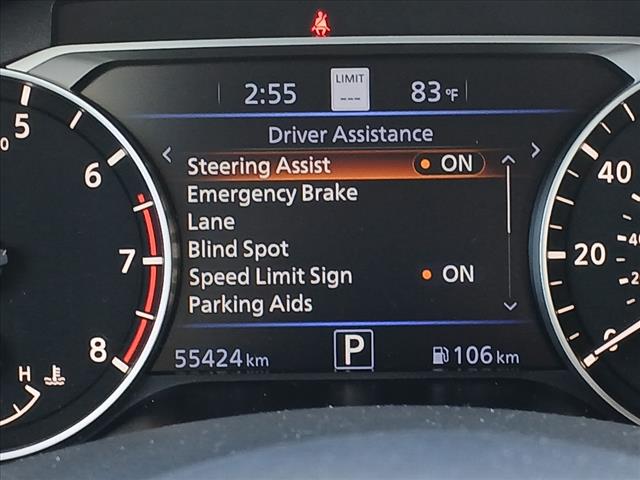 LIMIT
2:55 --- 83°F
Driver Assistance
Steering Assist ON
Emergency Brake
Lane
Blind Spot
Speed Limit Sign ON
Parking Aids
55424 km P 106 km
5
6
7
8
H
40
20
0